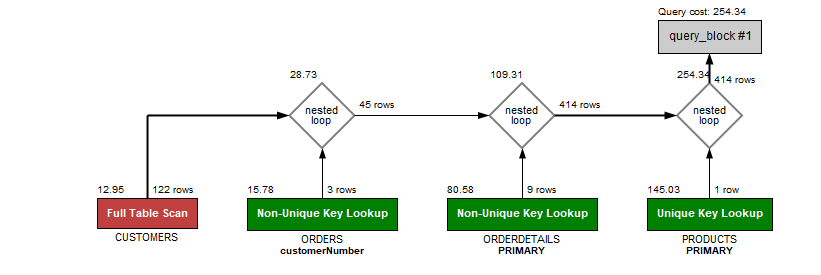 Query cost: 254.34
query_block #1
28.73
109.31
254.34
414 rows
nested
loop
45 rows
nested
loop
414 rows
nested
loop
12.95
122 rows
15.78
3 rows
80.58
9 rows
145.03
1 row
Full Table Scan
Non-Unique Key Lookup
Non-Unique Key Lookup
Unique Key Lookup
CUSTOMERS
ORDERS
customerNumber
ORDERDETAILS
PRIMARY
PRODUCTS
PRIMARY